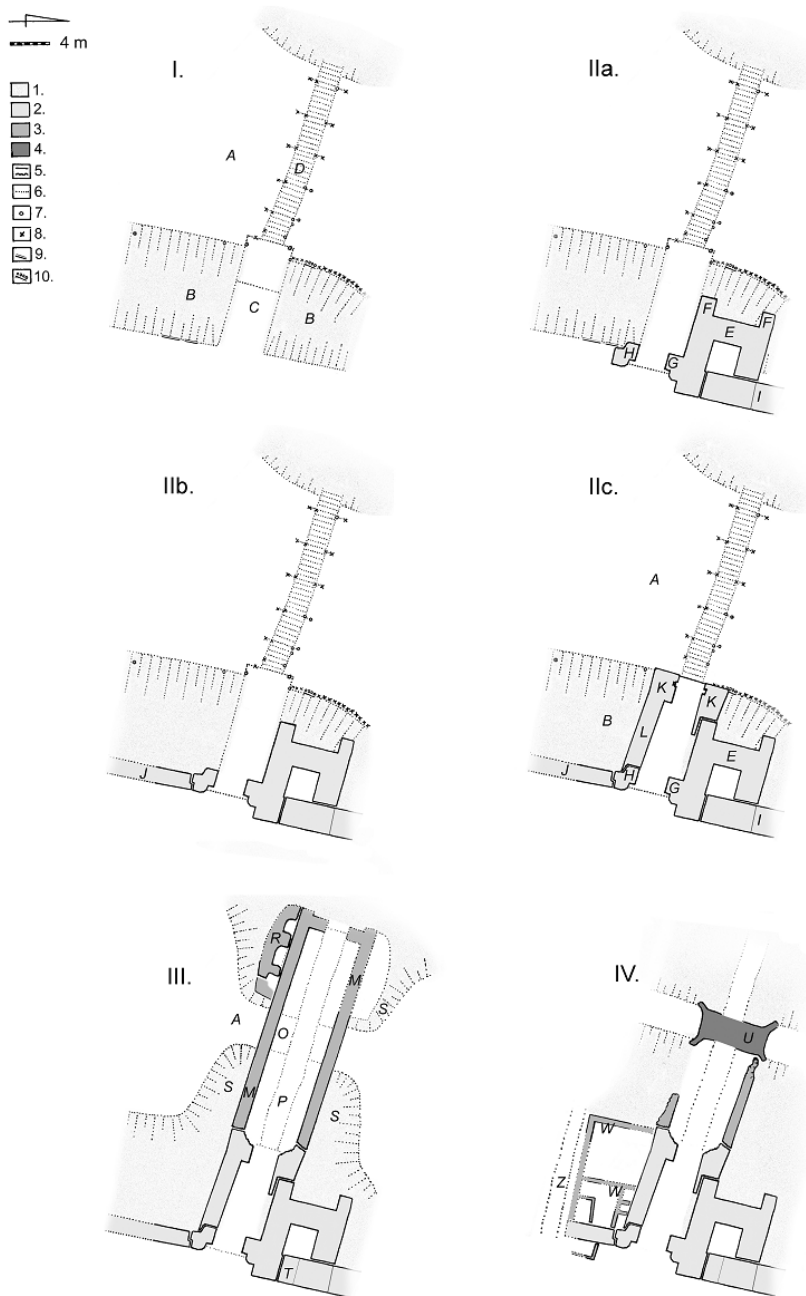 4 m
1.
2.
3.
4.
5.
6.
7.
8.
9.
10.
I.
A
D
B
C
B
IIa.
F
E
F
H
G
I
IIb.
J
IIc.
A
K
K
B
L
E
J
H
G
I
III.
R
M
A
O
S
S
M
P
S
T
IV.
U
W
Z
W